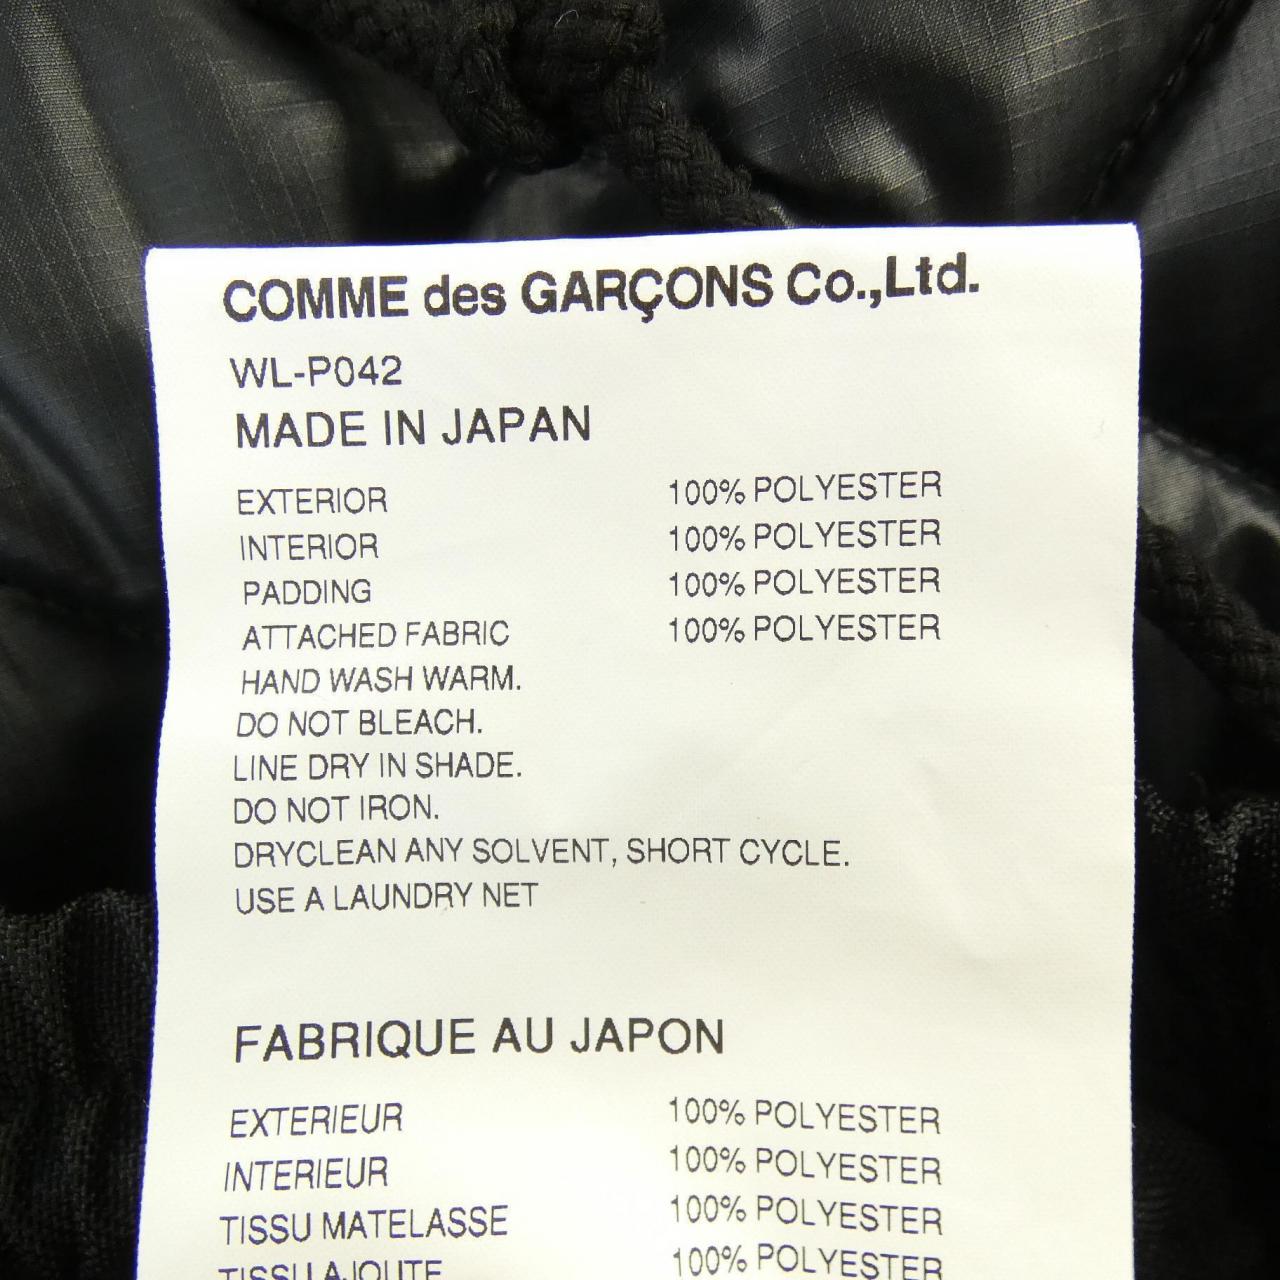 COMME des GARÇONS Co.,Ltd.
WL-P042
MADE IN JAPAN
EXTERIOR 100% POLYESTER
INTERIOR 100% POLYESTER
PADDING 100% POLYESTER
ATTACHED FABRIC 100% POLYESTER
HAND WASH WARM.
DO NOT BLEACH.
LINE DRY IN SHADE.
DO NOT IRON.
DRYCLEAN ANY SOLVENT, SHORT CYCLE.
USE A LAUNDRY NET
FABRIQUE AU JAPON
EXTERIEUR 100% POLYESTER
INTERIEUR 100% POLYESTER
TISSU MATELASSE 100% POLYESTER
TISSU AJOUTE 100% POLYESTER